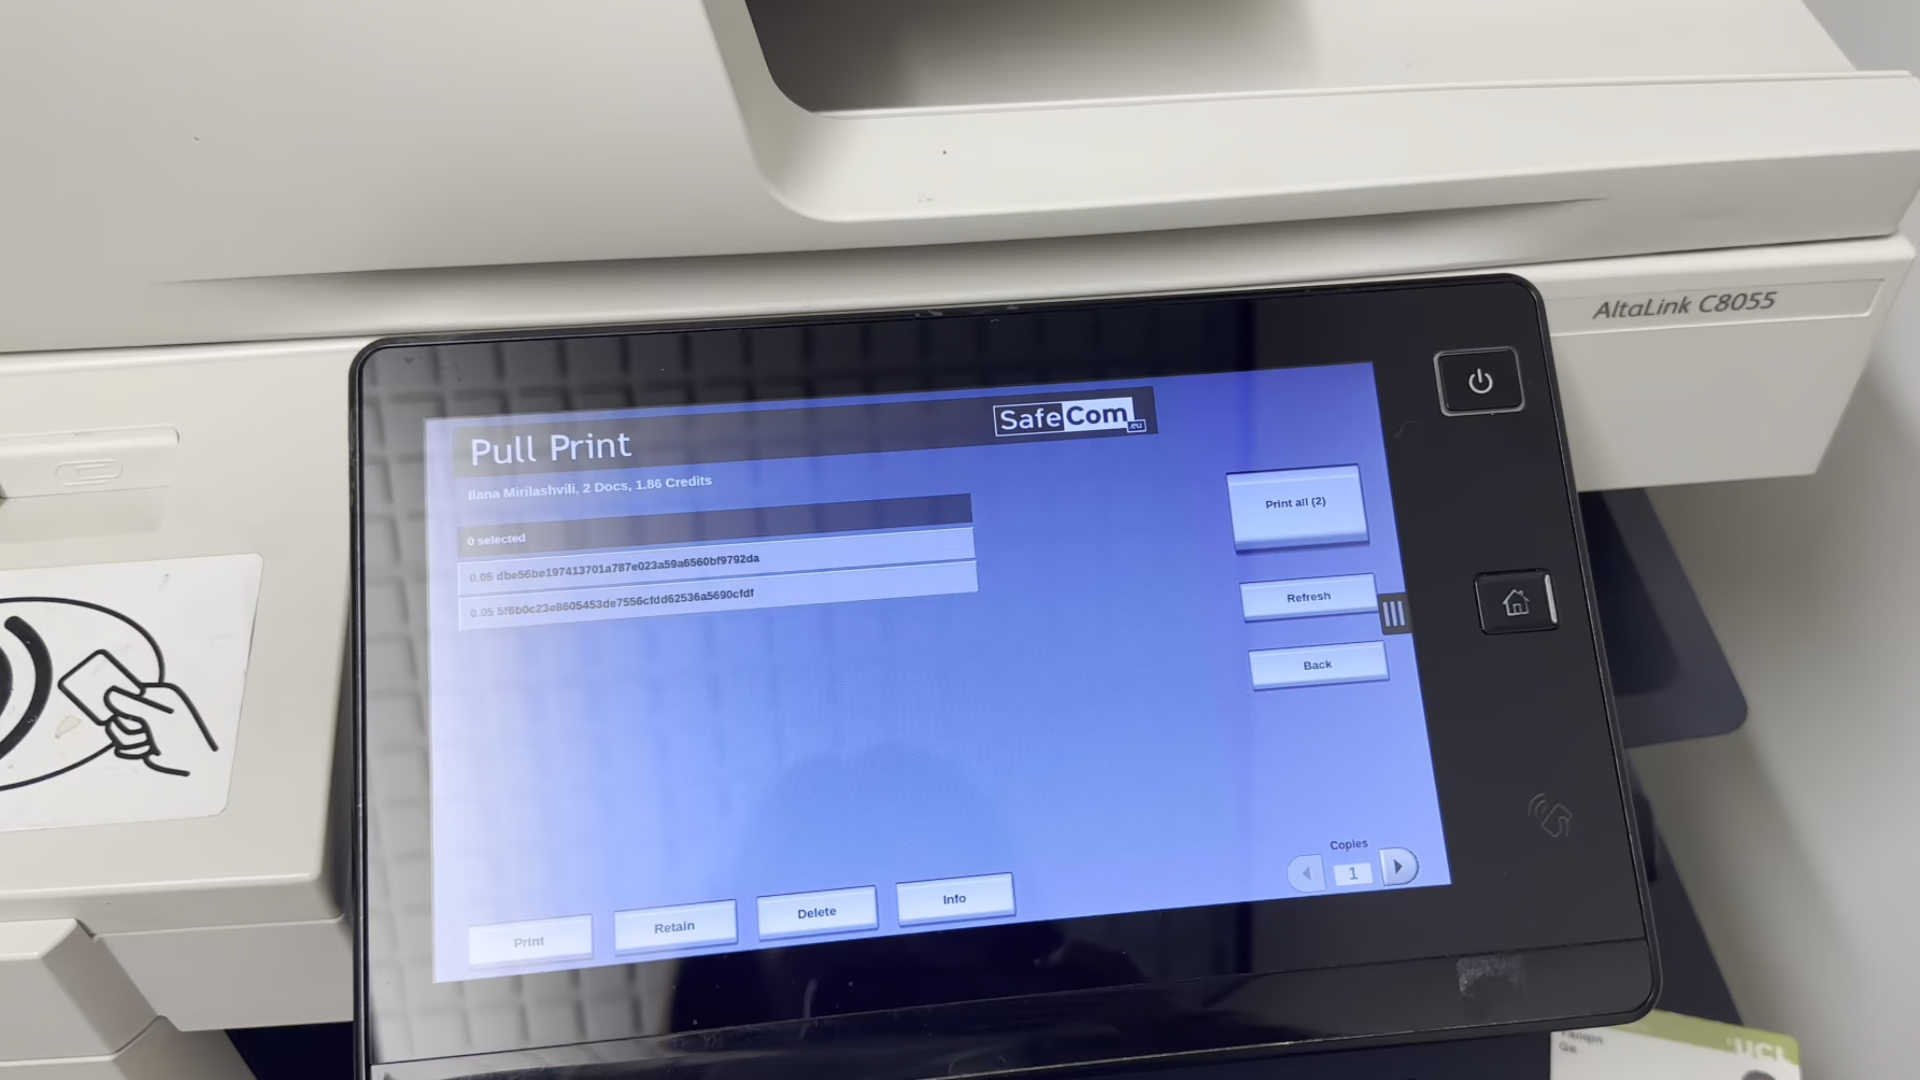 AltaLink C8055
SafeCom.eu
Pull Print
Ilana Mirilashvili, 2 Docs, 1.86 Credits
0 selected
0.05 dbe56be197413701a787e023a59a6560bf9792da
0.05 5f6b0c23e8605453de7556cfdd62536a5690cfdf
Print all (2)
Refresh
Back
Copies
1
Print
Retain
Delete
Info
UCL